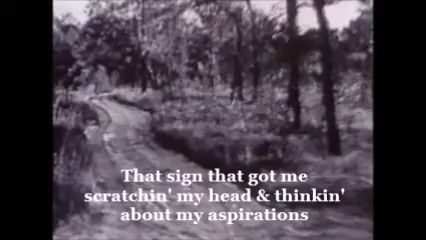 That sign that got me
scratchin' my head & thinkin'
about my aspirations